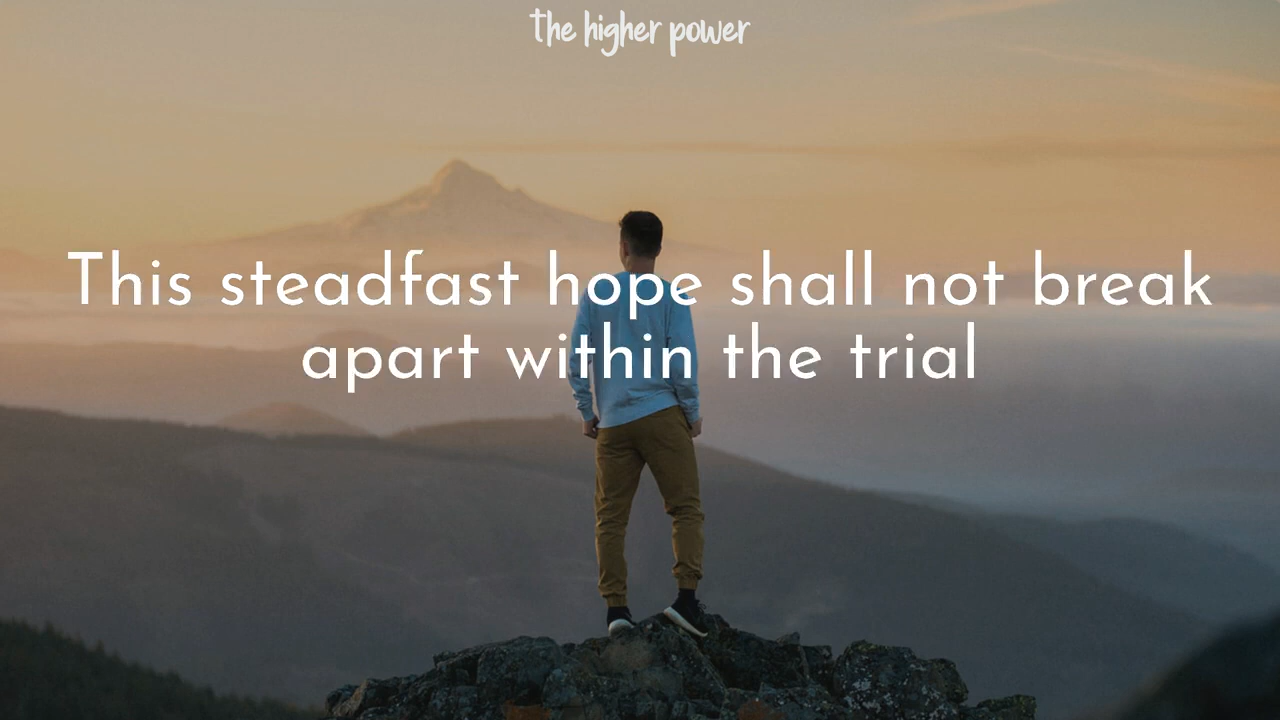 the higher power
This steadfast hope shall not break
apart within the trial